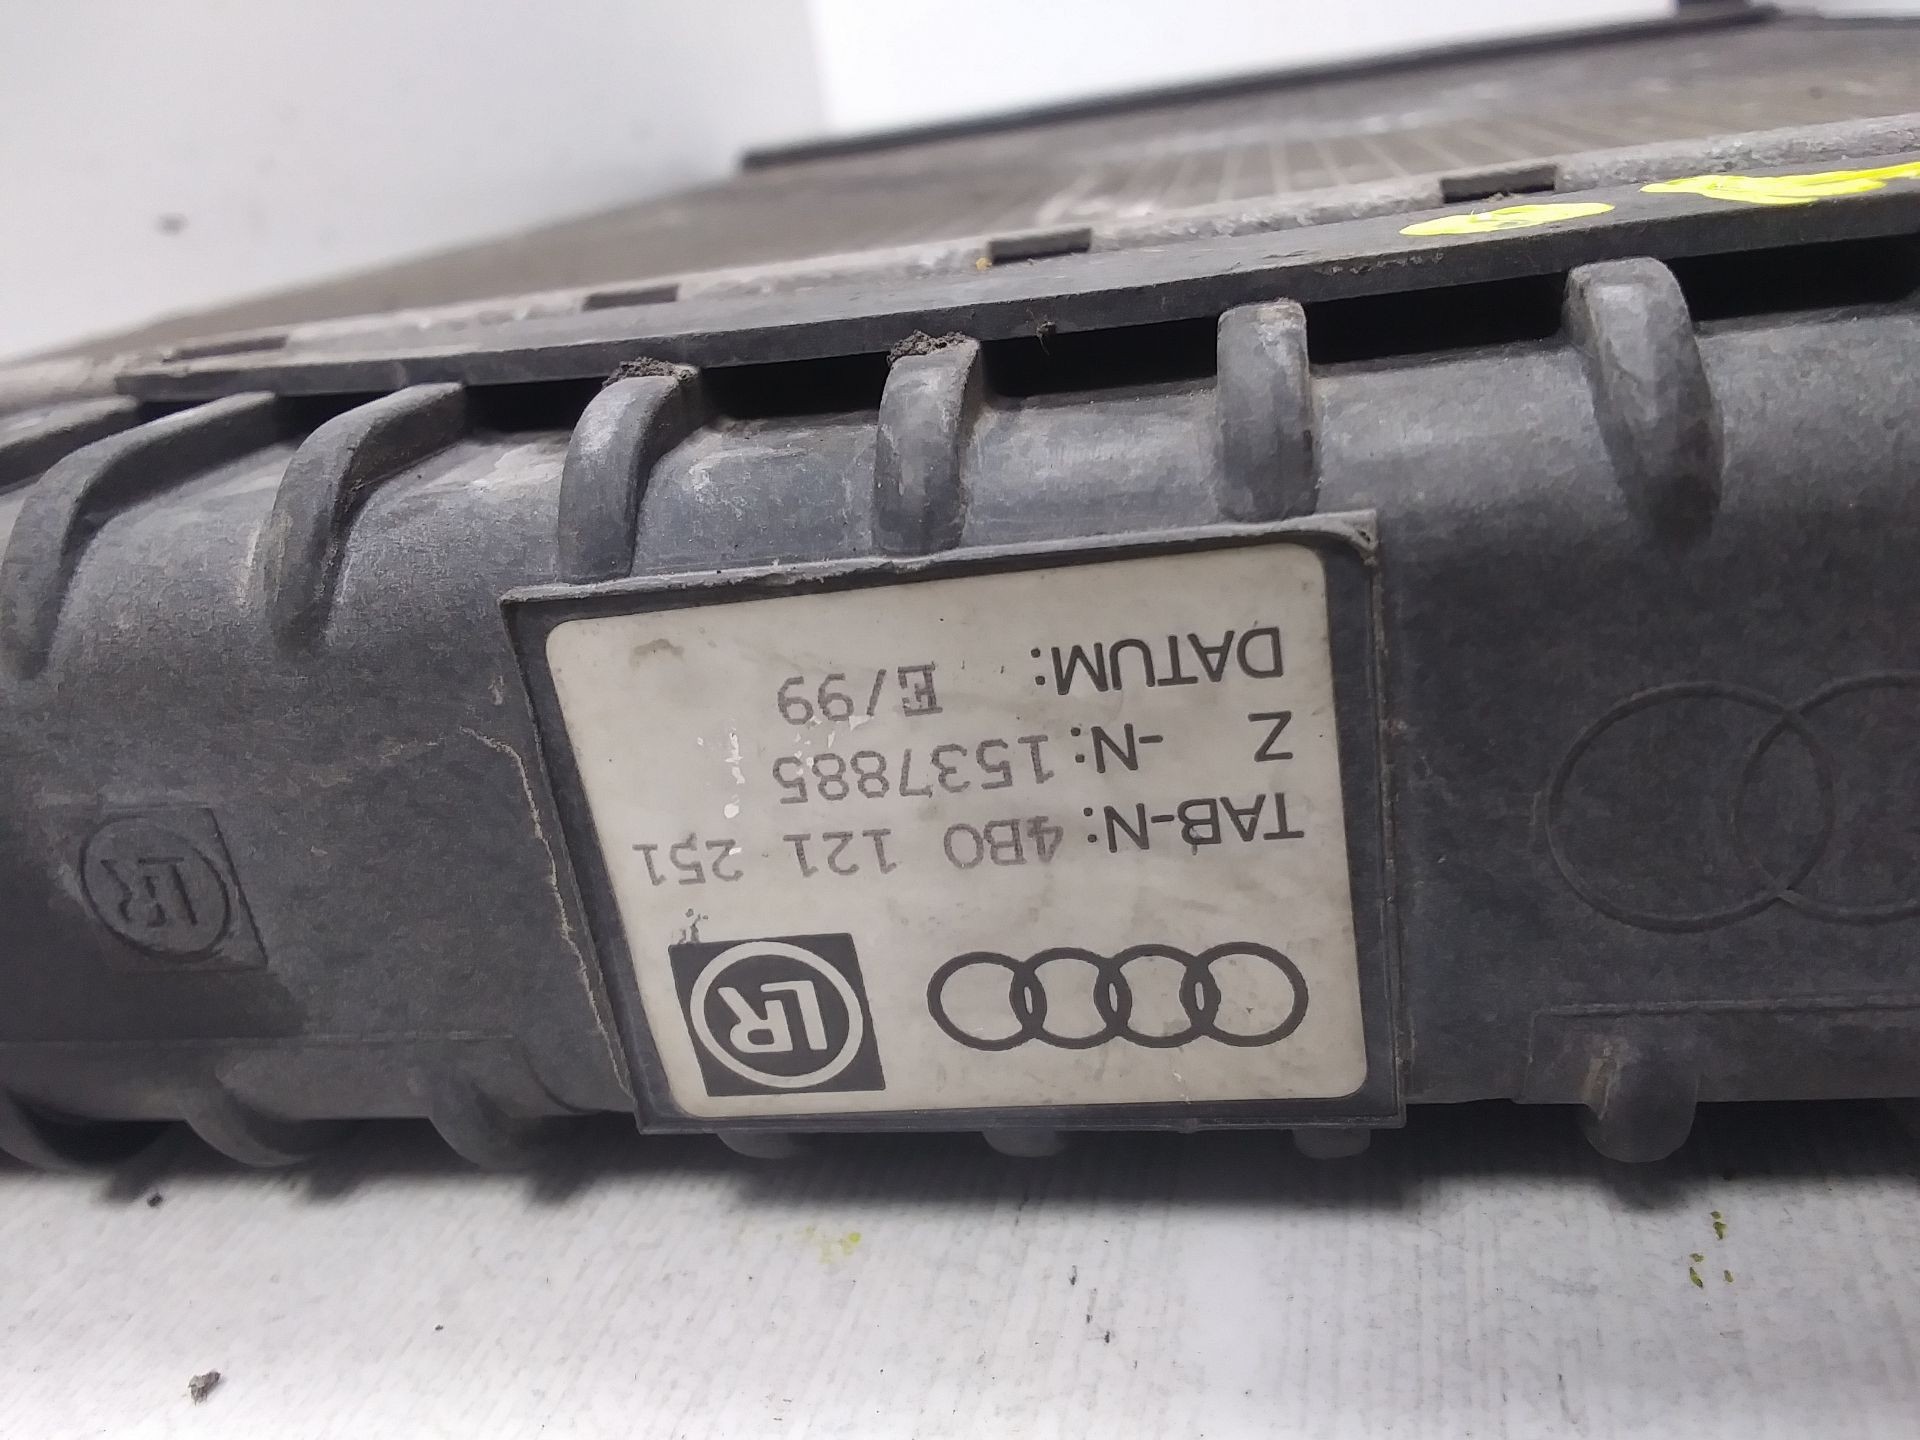 LR
TAB-N: 4B0 121 251
Z -N: 1537885
DATUM: E/99
LR